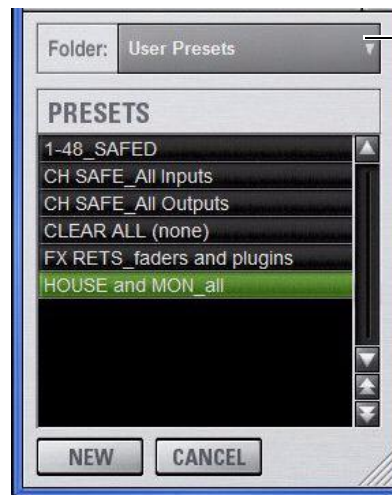 Folder: User Presets
PRESETS
1-48_SAFED
CH SAFE_All Inputs
CH SAFE_All Outputs
CLEAR ALL (none)
FX RETS_faders and plugins
HOUSE and MON_all
NEW CANCEL